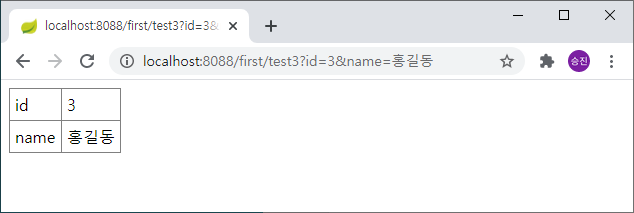 localhost:8088/first/test3?id=3&
localhost:8088/first/test3?id=3&name=홍길동
승진
id 3
name 홍길동